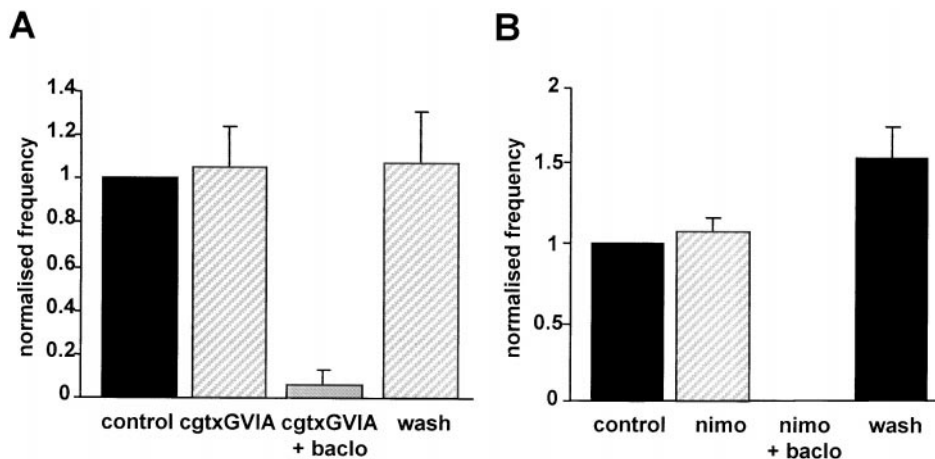 A
normalised frequency
1.4
1.2
1
0.8
0.6
0.4
0.2
0
control cgtxGVIA cgtxGVIA wash
+ baclo
B
normalised frequency
2
1.5
1
0.5
0
control nimo nimo wash
+ baclo